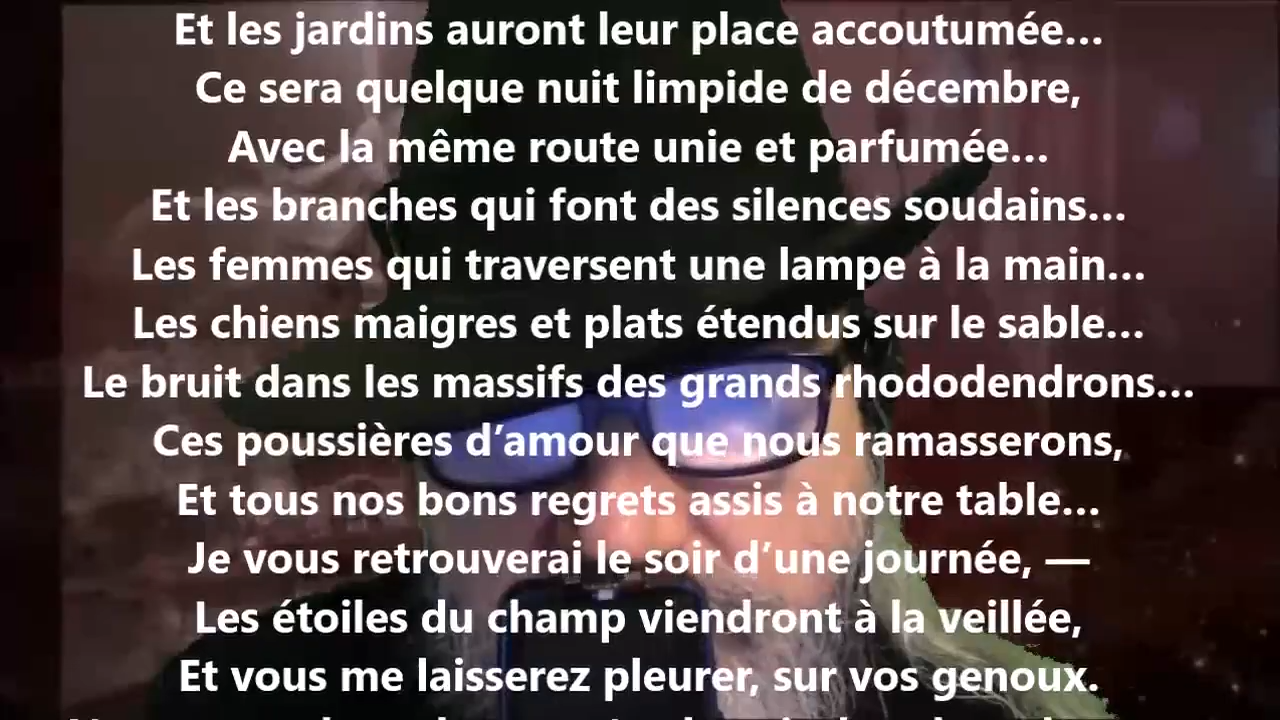 Et les jardins auront leur place accoutumée…
Ce sera quelque nuit limpide de décembre,
Avec la même route unie et parfumée…
Et les branches qui font des silences soudains…
Les femmes qui traversent une lampe à la main…
Les chiens maigres et plats étendus sur le sable…
Le bruit dans les massifs des grands rhododendrons…
Ces poussières d’amour que nous ramasserons,
Et tous nos bons regrets assis à notre table…
Je vous retrouverai le soir d’une journée, —
Les étoiles du champ viendront à la veillée,
Et vous me laisserez pleurer, sur vos genoux.